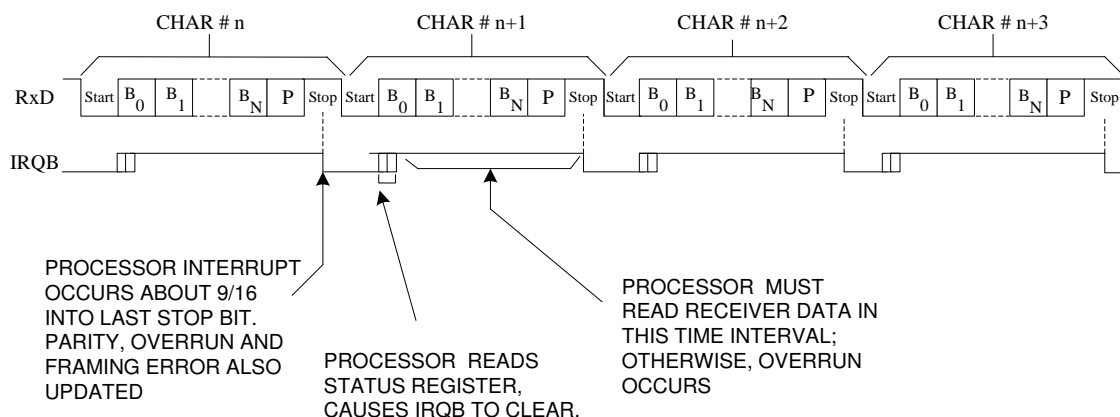 CHAR # n CHAR # n+1 CHAR # n+2 CHAR # n+3
RxD Start B0 B1 BN P Stop Start B0 B1 BN P Stop Start B0 B1 BN P Stop Start B0 B1 BN P Stop
IRQB
PROCESSOR INTERRUPT
OCCURS ABOUT 9/16
INTO LAST STOP BIT.
PARITY, OVERRUN AND
FRAMING ERROR ALSO
UPDATED
PROCESSOR READS
STATUS REGISTER,
CAUSES IRQB TO CLEAR.
PROCESSOR MUST
READ RECEIVER DATA IN
THIS TIME INTERVAL;
OTHERWISE, OVERRUN
OCCURS